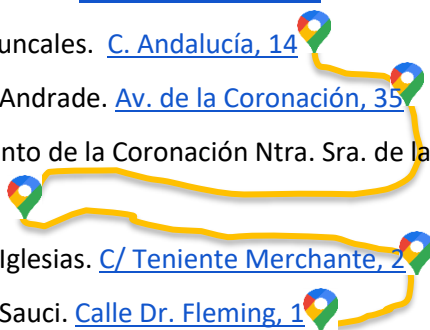 uncales. C. Andalucía, 14
Andrade. Av. de la Coronación, 35
nto de la Coronación Ntra. Sra. de la
Iglesias. C/ Teniente Merchante, 2
Sauci. Calle Dr. Fleming, 1